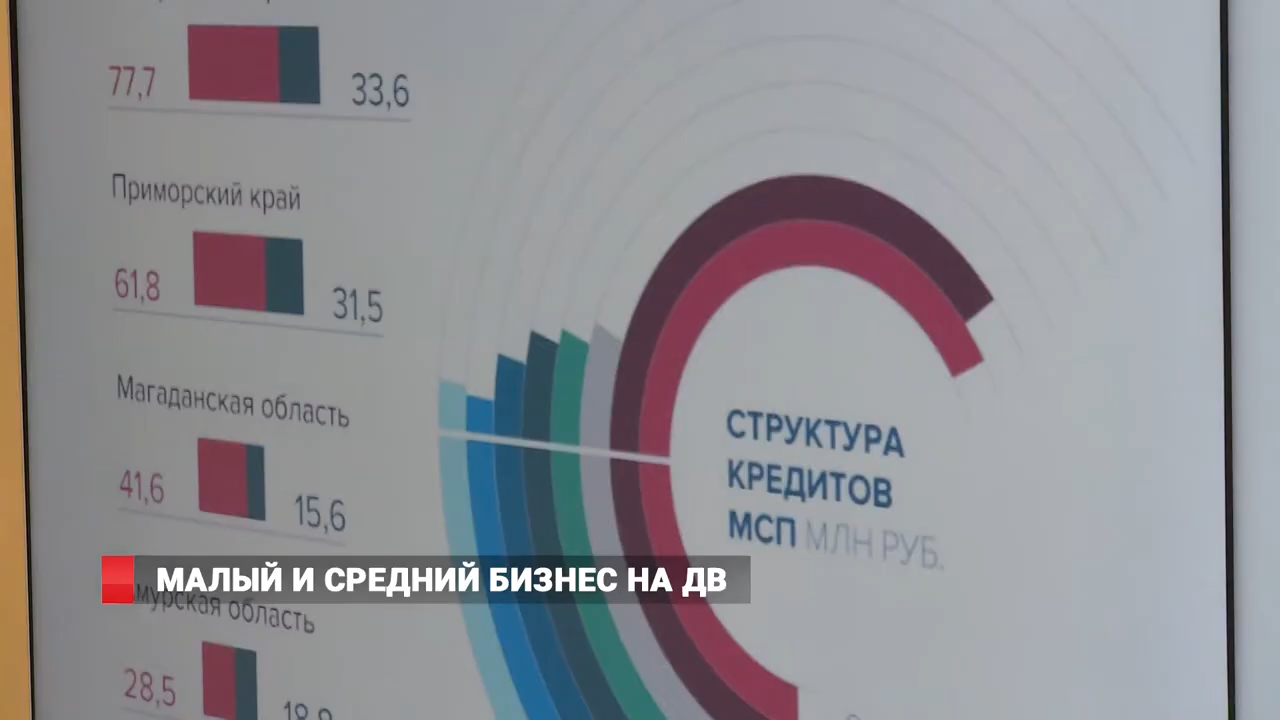 77,7
33,6
Приморский край
61,8
31,5
Магаданская область
41,6
15,6
СТРУКТУРА
КРЕДИТОВ
МСП МЛН РУБ.
МАЛЫЙ И СРЕДНИЙ БИЗНЕС НА ДВ
область
28,5